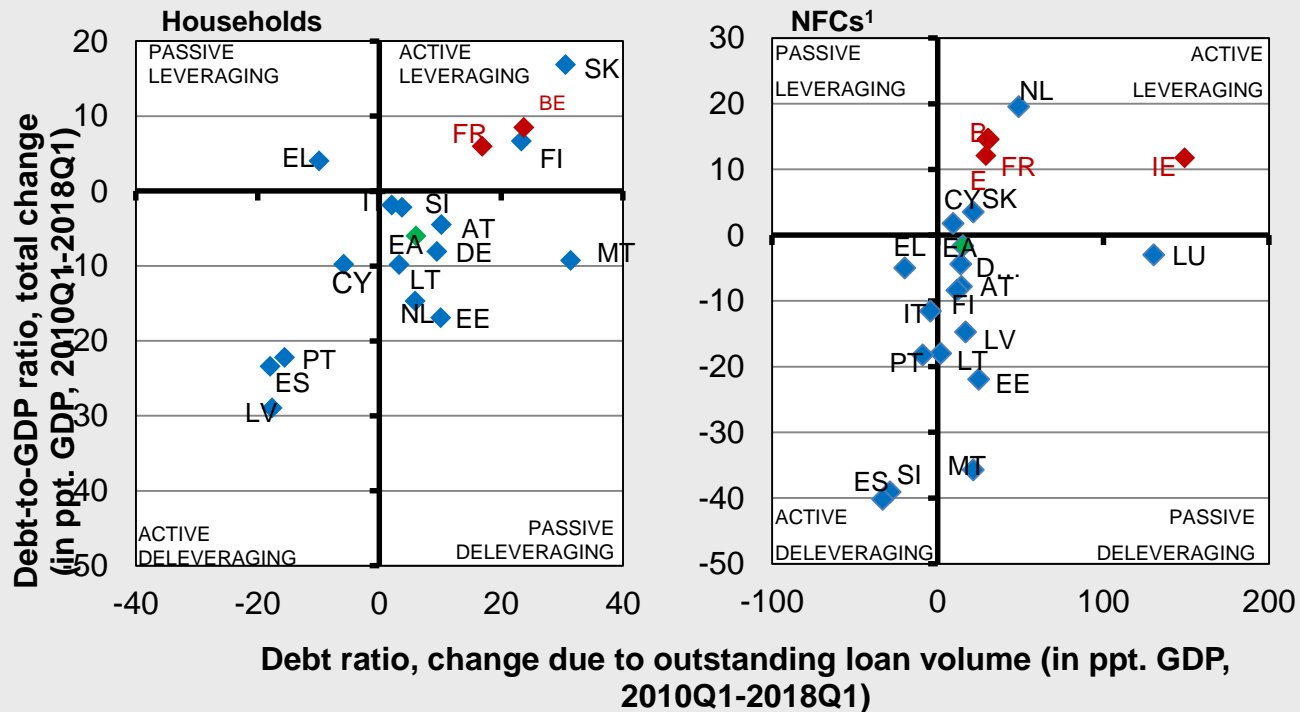 Households
NFCs¹
Debt-to-GDP ratio, total change
(in ppt. GDP, 2010Q1-2018Q1)
20
10
0
-10
-20
-30
-40
-50
PASSIVE
LEVERAGING
ACTIVE
LEVERAGING
SK
BE
FR
FI
EL
IT
SI
AT
EA
DE
MT
CY
LT
NL
EE
PT
ES
LV
ACTIVE
DELEVERAGING
PASSIVE
DELEVERAGING
-40
-20
0
20
40
30
20
10
0
-10
-20
-30
-40
-50
PASSIVE
LEVERAGING
ACTIVE
LEVERAGING
NL
B
E
FR
IE
CY
SK
EL
EA
LU
D...
AT
FI
IT
LV
PT
LT
EE
MT
ES
SI
ACTIVE
DELEVERAGING
PASSIVE
DELEVERAGING
-100
0
100
200
Debt ratio, change due to outstanding loan volume (in ppt. GDP,
2010Q1-2018Q1)